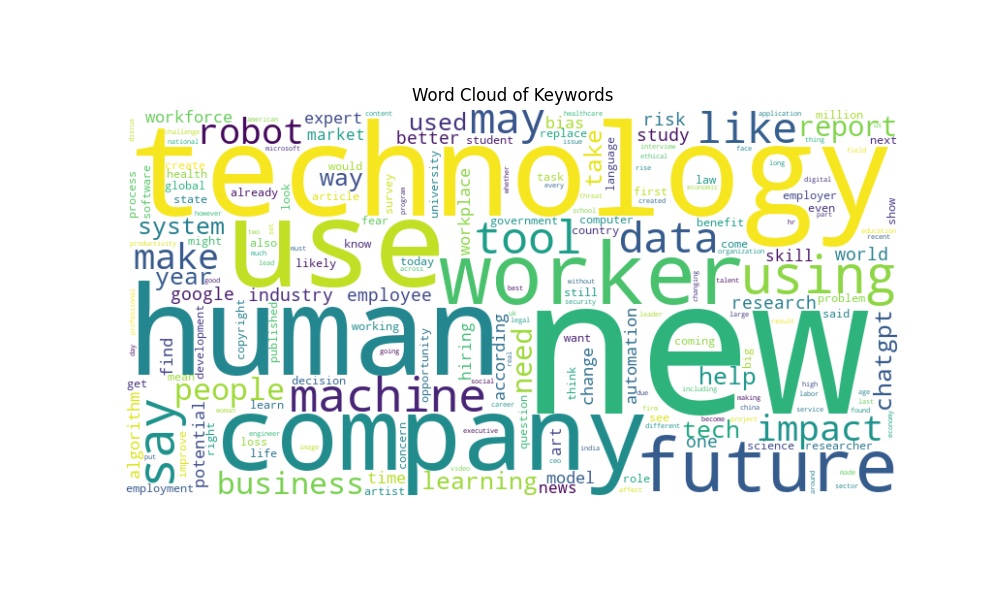 Word Cloud of Keywords
workforce
robot
expert
market
used
better
student
may
bias
replace
issue
healthcare
content
american
challenge
national
discus
microsoft
risk
study
like
million
report
application
thing
next
field
technology
process
software
create
health
global
state
already
would
way
article
look
survey
program
university
workplace
whether
task
every
take
language
interview
ethical
rise
first
threat
school
face
economic
law
created
long
digital
employer
even
part
show
education
recent
system
however
might
productivity
also
two
much
lead
must
set
use
fear
know
likely
today
across
government
computer
country
tool
data
benefit
hr
come
organization
skill
world
make
year
good
google
industry
employee
worker
best
without
still
security
changing
talent
using
research
problem
large
said
professional
day
find
development
copyright
published
human
working
going
opportunity
hiring
according
uk
legal
real
need
new
want
think
change
automation
leader
coming
including
big
due
help
result
chatgpt
making
china
high
labor
age
last
service
found
become
get
mean
people
decision
machine
social
career
algorithm
say
put
improve
potential
right
woman
learn
engineer
loss
life
image
company
concern
executive
video
question
art
ceo
india
fire
see
different
project
tech
one
impact
science
researcher
economy
future
employment
business
time
artist
learning
news
model
role
affect
around
made
sector